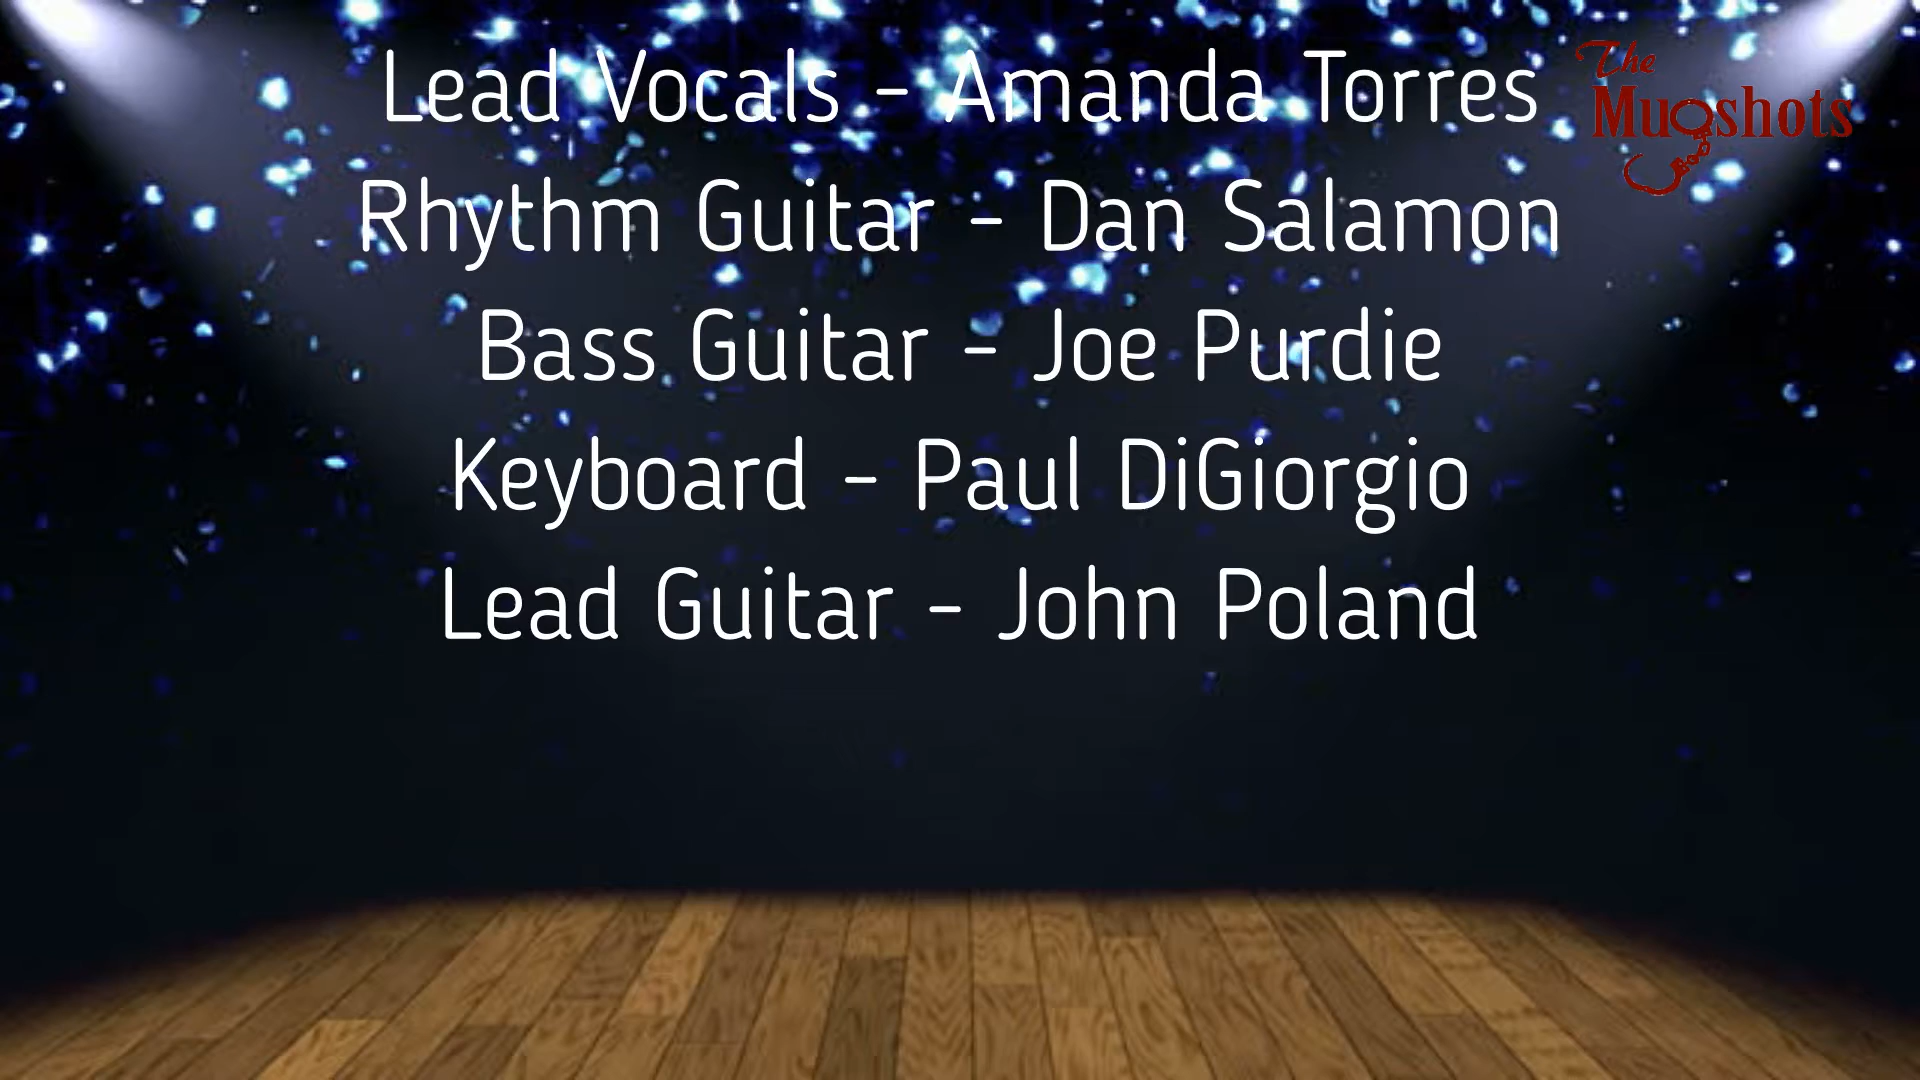 Lead Vocals - Amanda Torres
Rhythm Guitar - Dan Salamon
Bass Guitar - Joe Purdie
Keyboard - Paul DiGiorgio
Lead Guitar - John Poland
The
Mugshots